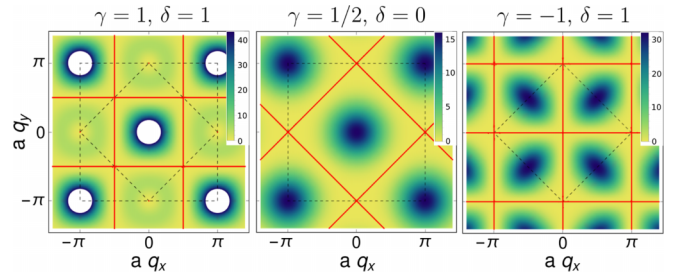 γ = 1, δ = 1
γ = 1/2, δ = 0
γ = −1, δ = 1
a q_y
π
0
−π
40
30
20
10
0
15
10
5
0
30
20
10
0
−π 0 π
−π 0 π
−π 0 π
a q_x
a q_x
a q_x